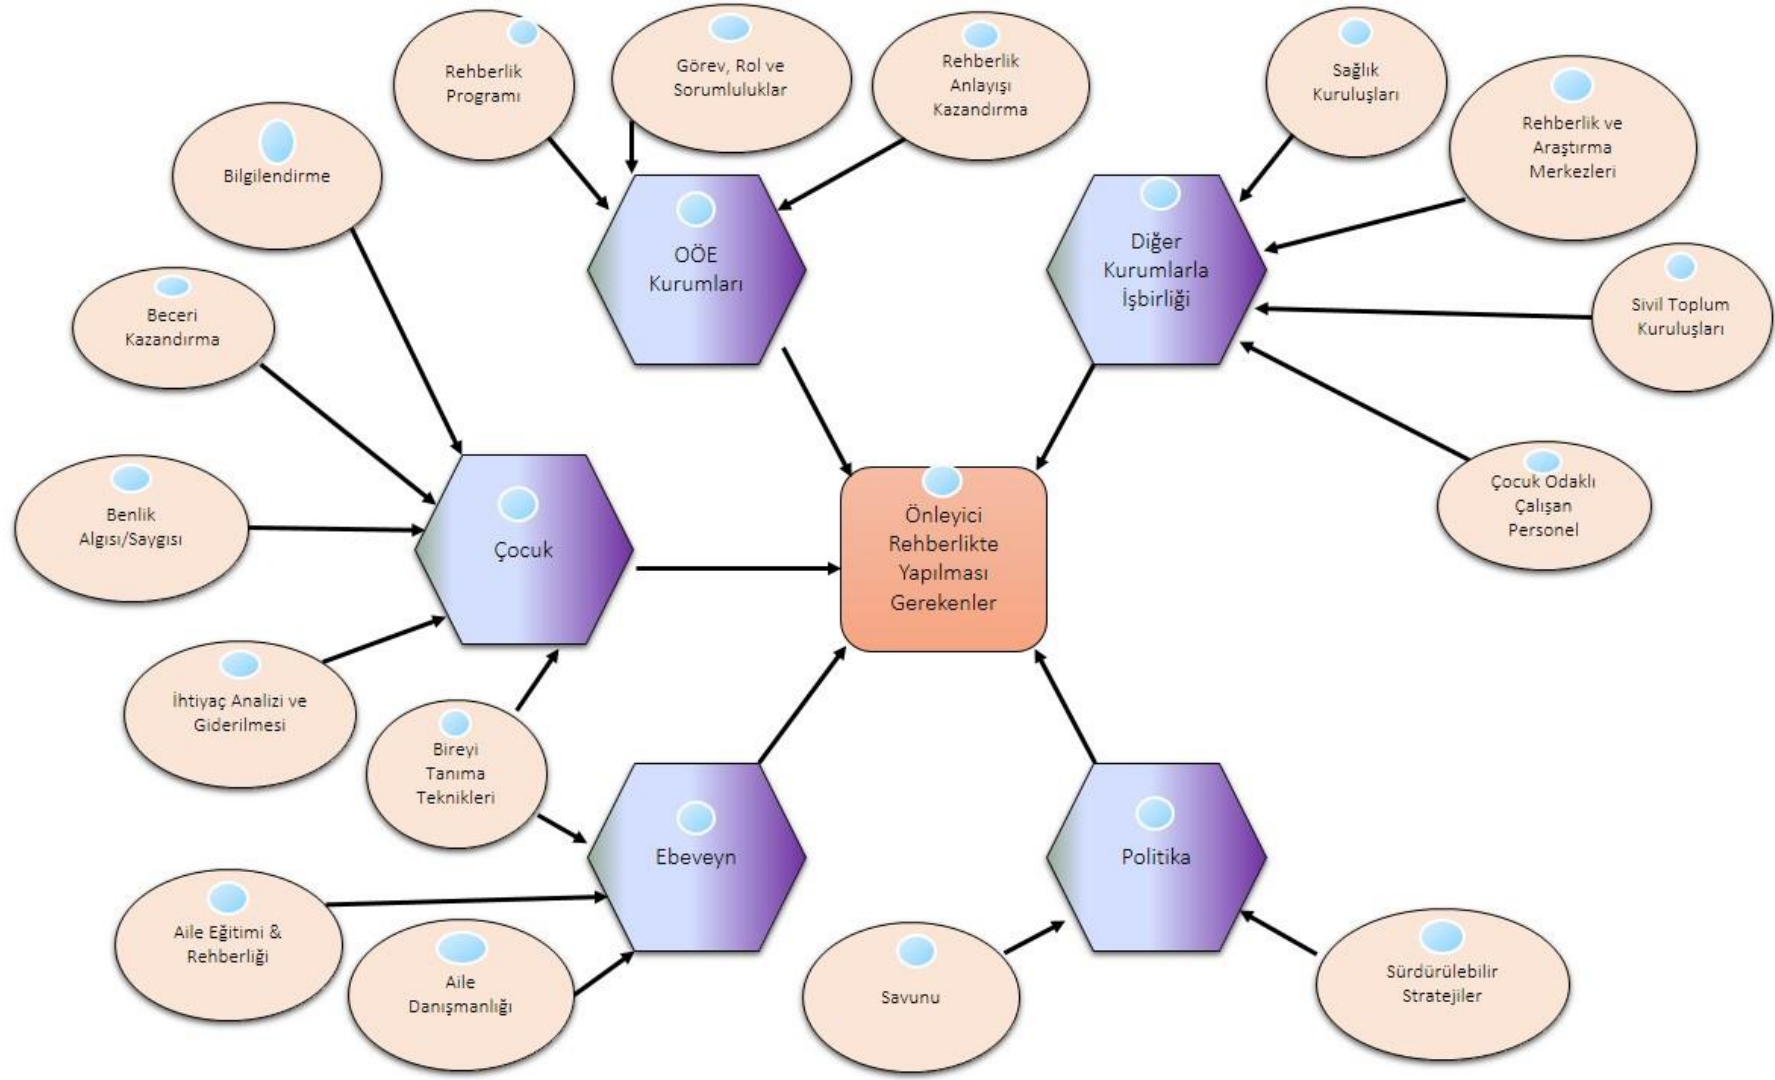 Rehberlik
Programı
Görev, Rol ve
Sorumluluklar
Rehberlik
Anlayışı
Kazandırma
Sağlık
Kuruluşları
Rehberlik ve
Araştırma
Merkezleri
Bilgilendirme
OÖE
Kurumları
Diğer
Kurumlarla
İşbirliği
Sivil Toplum
Kuruluşları
Beceri
Kazandırma
Benlik
Algısı/Saygısı
Çocuk
Önleyici
Rehberlikte
Yapılması
Gerekenler
Çocuk Odaklı
Çalışan
Personel
İhtiyaç Analizi ve
Giderilmesi
Bireyi
Tanıma
Teknikleri
Ebeveyn
Politika
Aile Eğitimi &
Rehberliği
Aile
Danışmanlığı
Savunu
Sürdürülebilir
Stratejiler